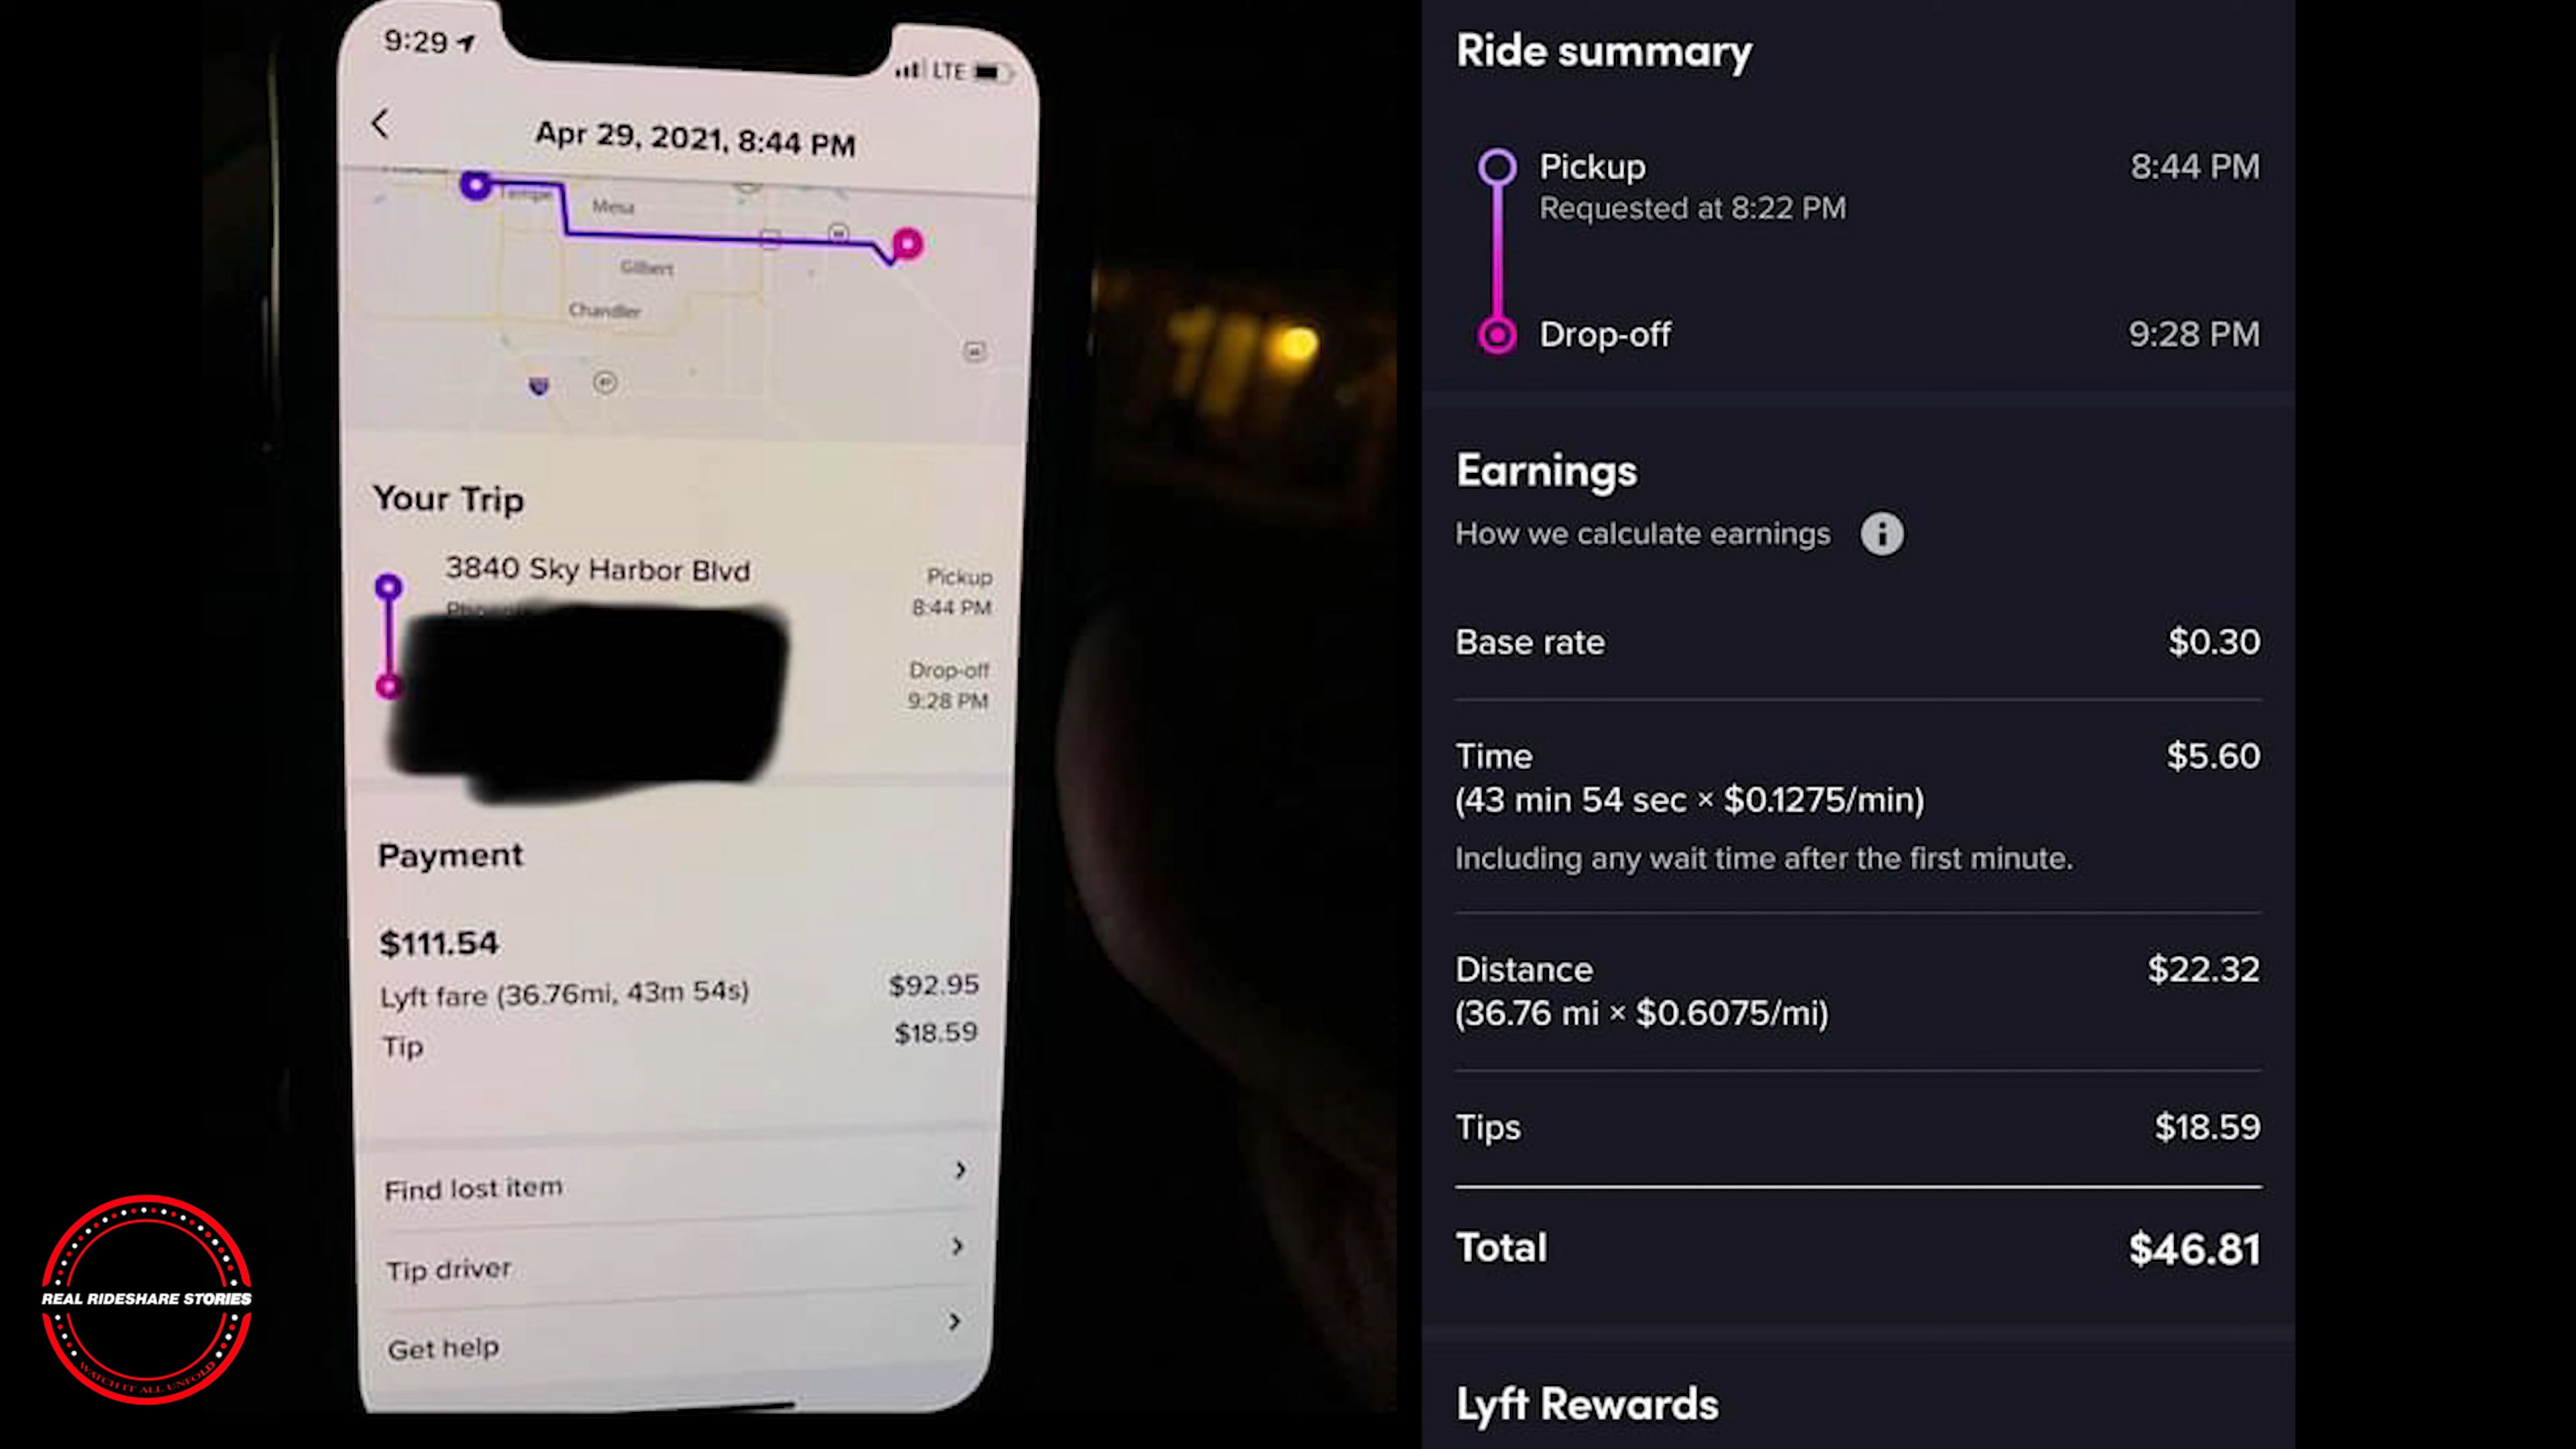 9:29
LTE
Apr 29, 2021, 8:44 PM
Tempe
Mesa
Gilbert
Chandler
Your Trip
3840 Sky Harbor Blvd
Pickup
8:44 PM
Drop-off
9:28 PM
Payment
$111.54
Lyft fare (36.76mi, 43m 54s) $92.95
Tip $18.59
Find lost item
Tip driver
Get help
REAL RIDESHARE STORIES
WATCH IT ALL UNFOLD
Ride summary
Pickup 8:44 PM
Requested at 8:22 PM
Drop-off 9:28 PM
Earnings
How we calculate earnings i
Base rate $0.30
Time $5.60
(43 min 54 sec × $0.1275/min)
Including any wait time after the first minute.
Distance $22.32
(36.76 mi × $0.6075/mi)
Tips $18.59
Total $46.81
Lyft Rewards